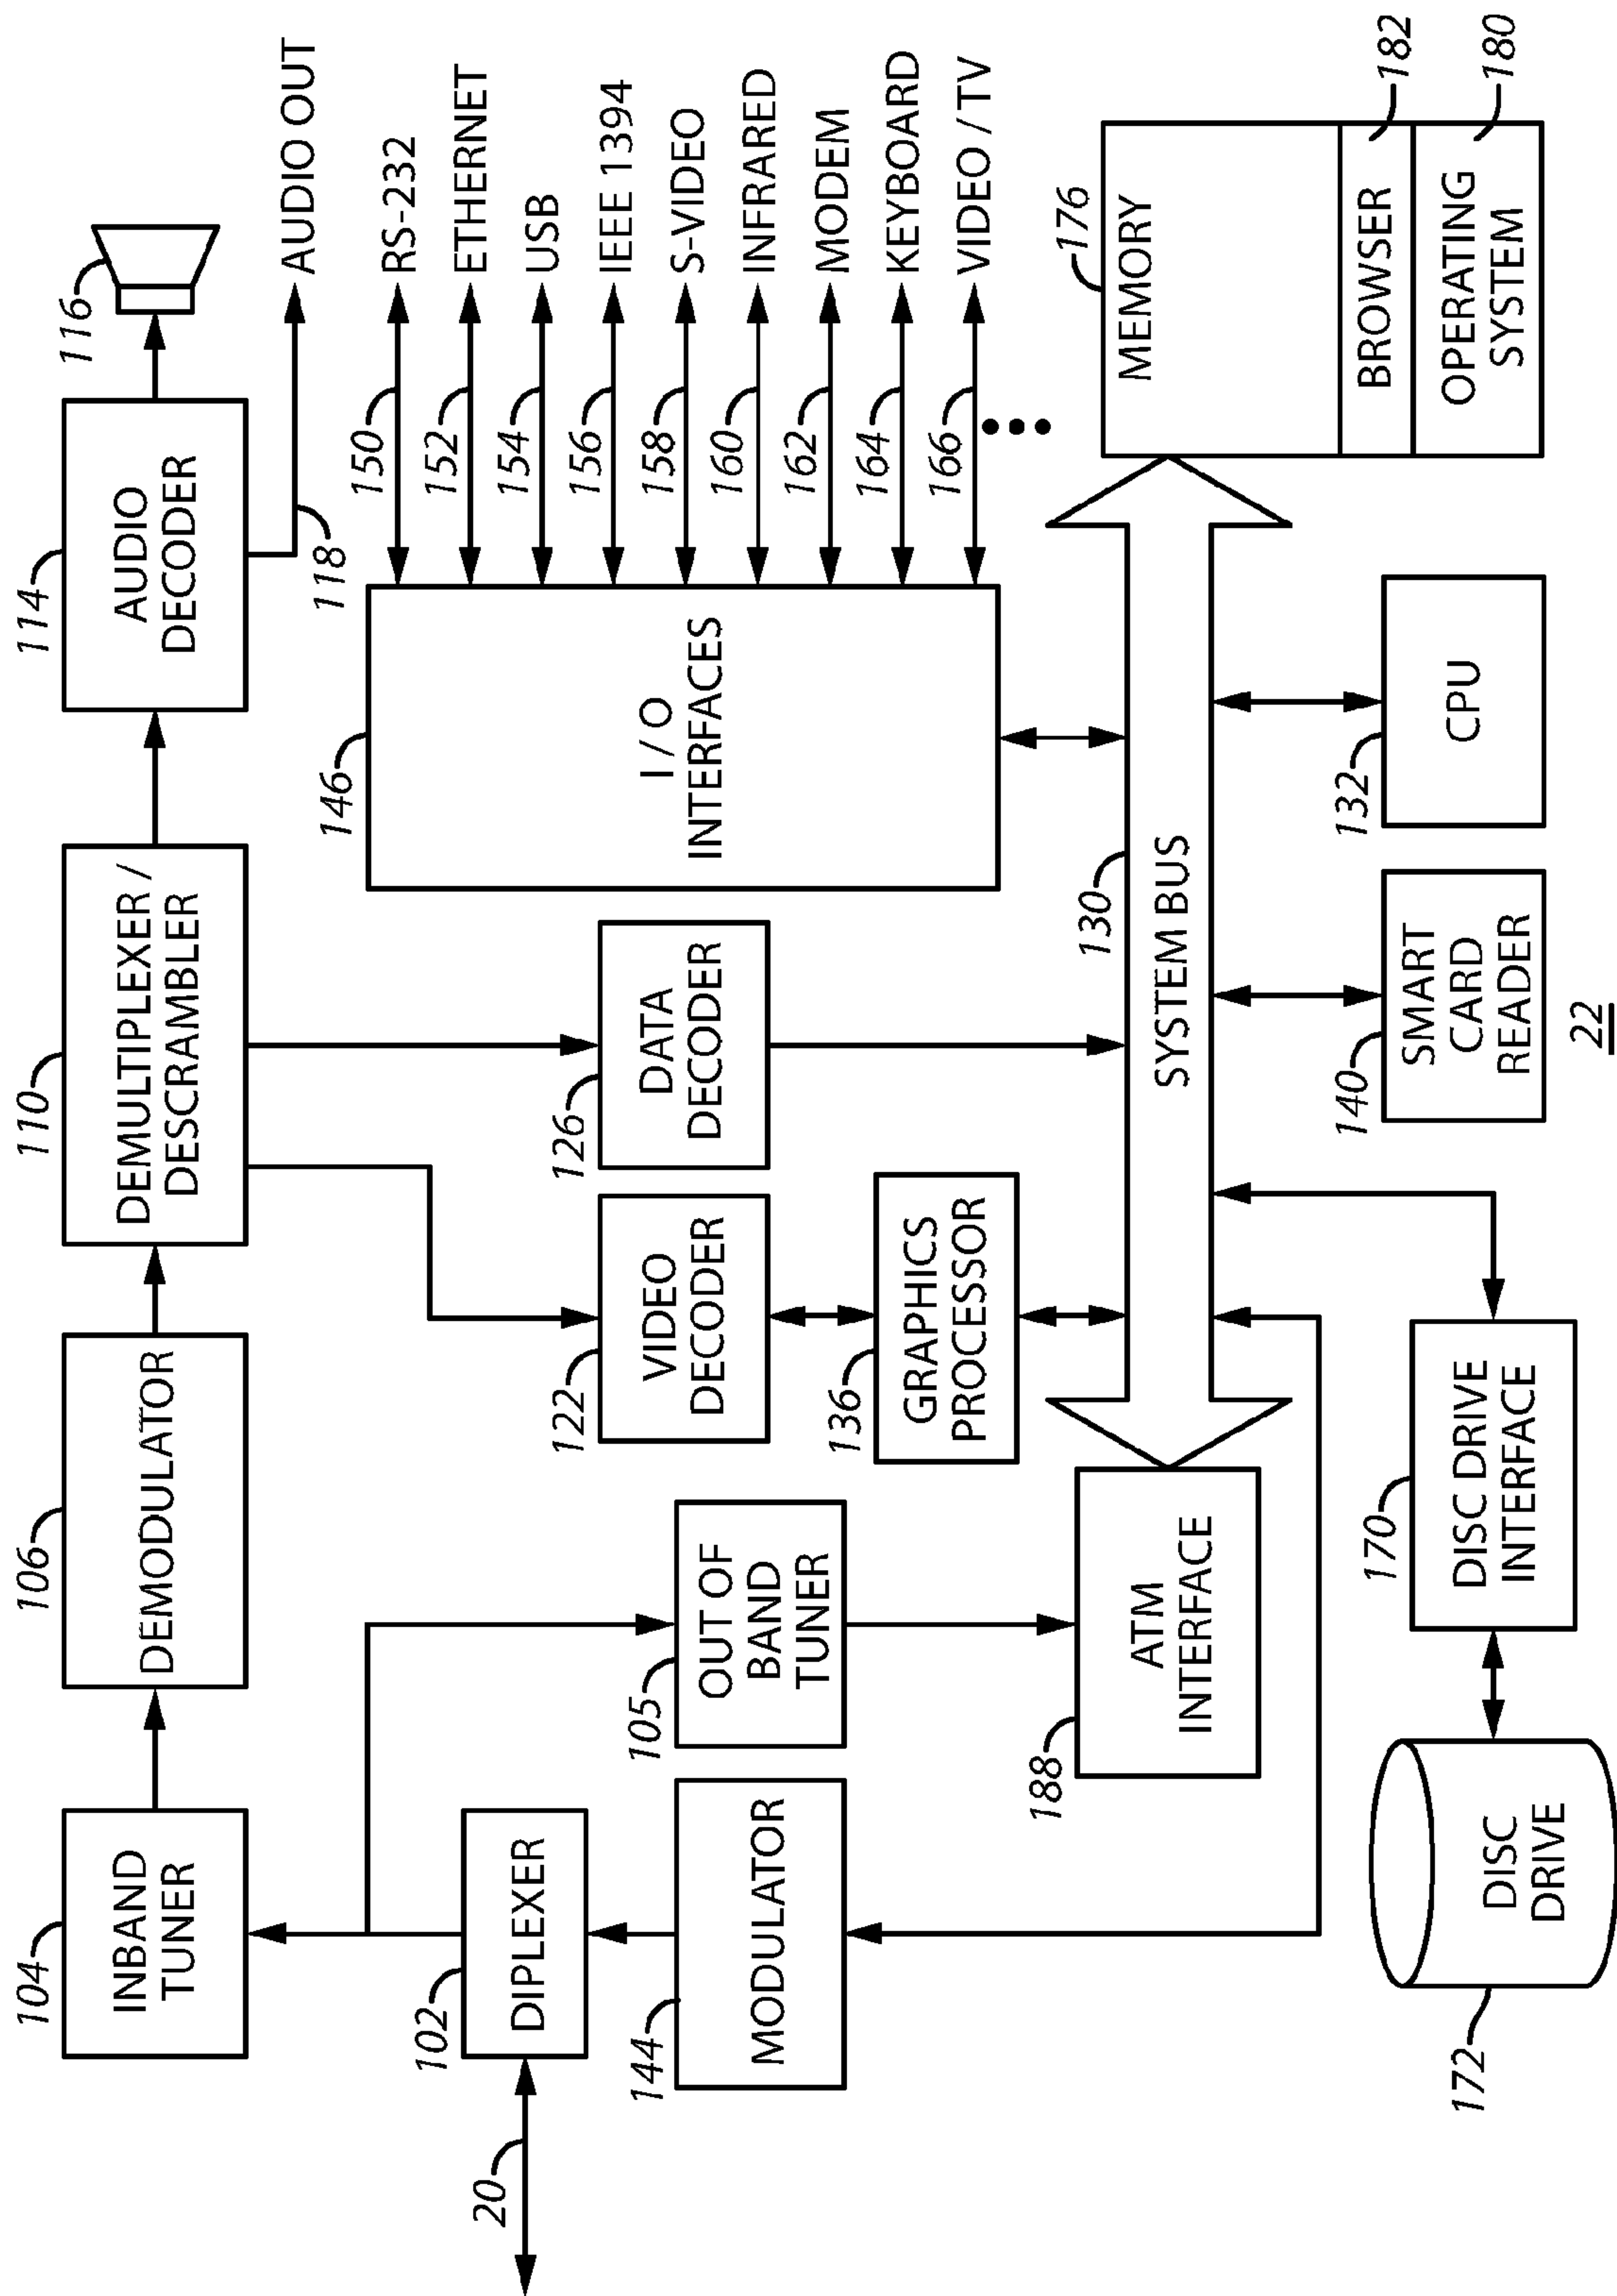 104
INBAND
TUNER
106
DEMODULATOR
110
DEMULTIPLEXER /
DESCRAMBLER
114
AUDIO
DECODER
116
118
AUDIO OUT
20
102
DIPLEXER
144
MODULATOR
105
OUT OF
BAND
TUNER
122
VIDEO
DECODER
126
DATA
DECODER
136
GRAPHICS
PROCESSOR
146
I / O
INTERFACES
150
RS-232
152
ETHERNET
154
USB
156
IEEE 1394
158
S-VIDEO
160
INFRARED
162
MODEM
164
KEYBOARD
166
VIDEO / TV
188
ATM
INTERFACE
130
SYSTEM BUS
176
MEMORY
BROWSER
182
OPERATING
SYSTEM
180
172
DISC
DRIVE
170
DISC DRIVE
INTERFACE
140
SMART
CARD
READER
132
CPU
22